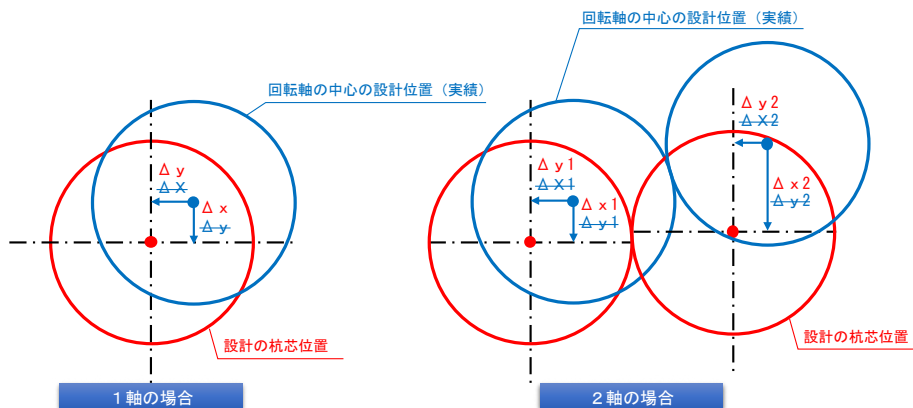 回転軸の中心の設計位置（実績）
Δy
ΔX
Δx
Δy
設計の杭芯位置
1軸の場合
回転軸の中心の設計位置（実績）
Δy1
ΔX1
Δx1
Δy1
Δy2
ΔX2
Δx2
Δy2
設計の杭芯位置
2軸の場合